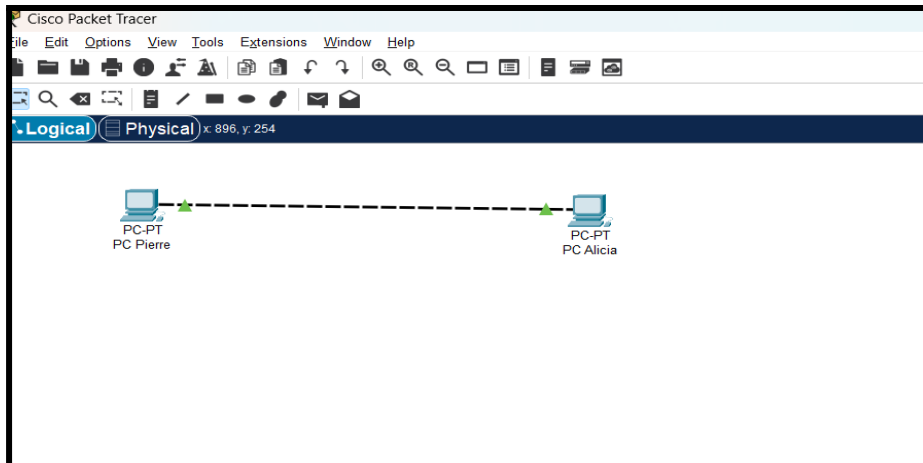 Cisco Packet Tracer
File Edit Options View Tools Extensions Window Help
Logical Physical x: 896, y: 254
PC-PT
PC Pierre
PC-PT
PC Alicia